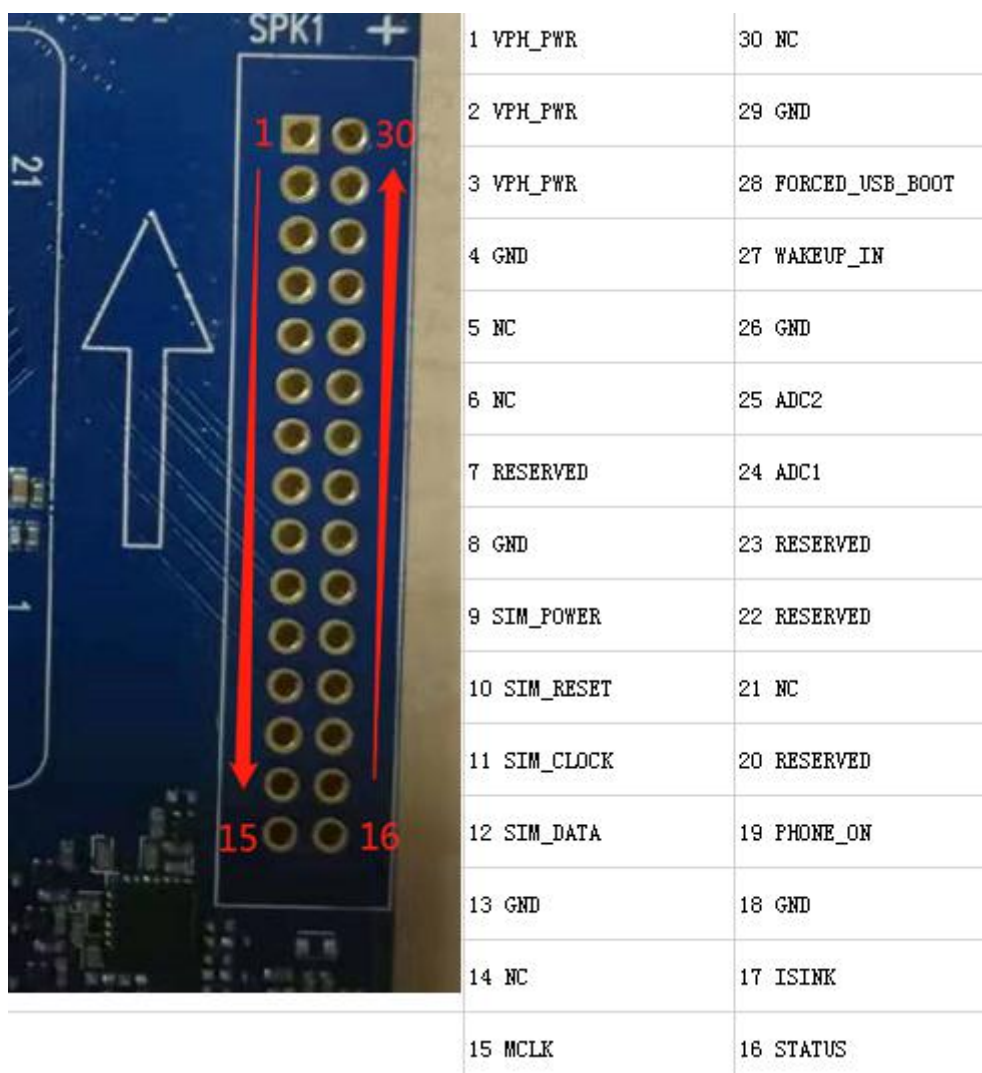 SPK1 +
1 VPH_PWR 30 NC
2 VPH_PWR 29 GND
1 30
3 VPH_PWR 28 FORCED_USB_BOOT
21
4 GND 27 WAKEUP_IN
5 NC 26 GND
6 NC 25 ADC2
7 RESERVED 24 ADC1
8 GND 23 RESERVED
1
9 SIM_POWER 22 RESERVED
10 SIM_RESET 21 NC
11 SIM_CLOCK 20 RESERVED
12 SIM_DATA 19 PHONE_ON
15 16
13 GND 18 GND
14 NC 17 ISINK
15 MCLK 16 STATUS